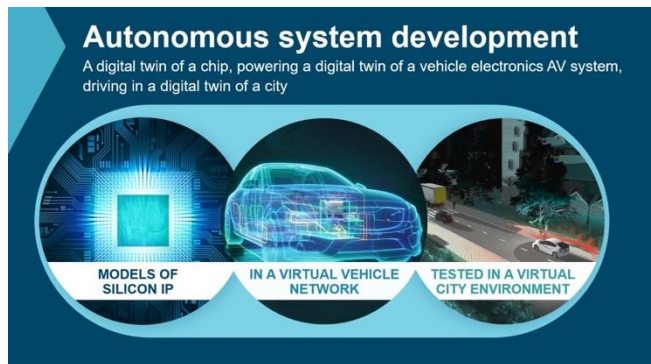 Autonomous system development
A digital twin of a chip, powering a digital twin of a vehicle electronics AV system,
driving in a digital twin of a city
MODELS OF
SILICON IP
IN A VIRTUAL VEHICLE
NETWORK
TESTED IN A VIRTUAL
CITY ENVIRONMENT